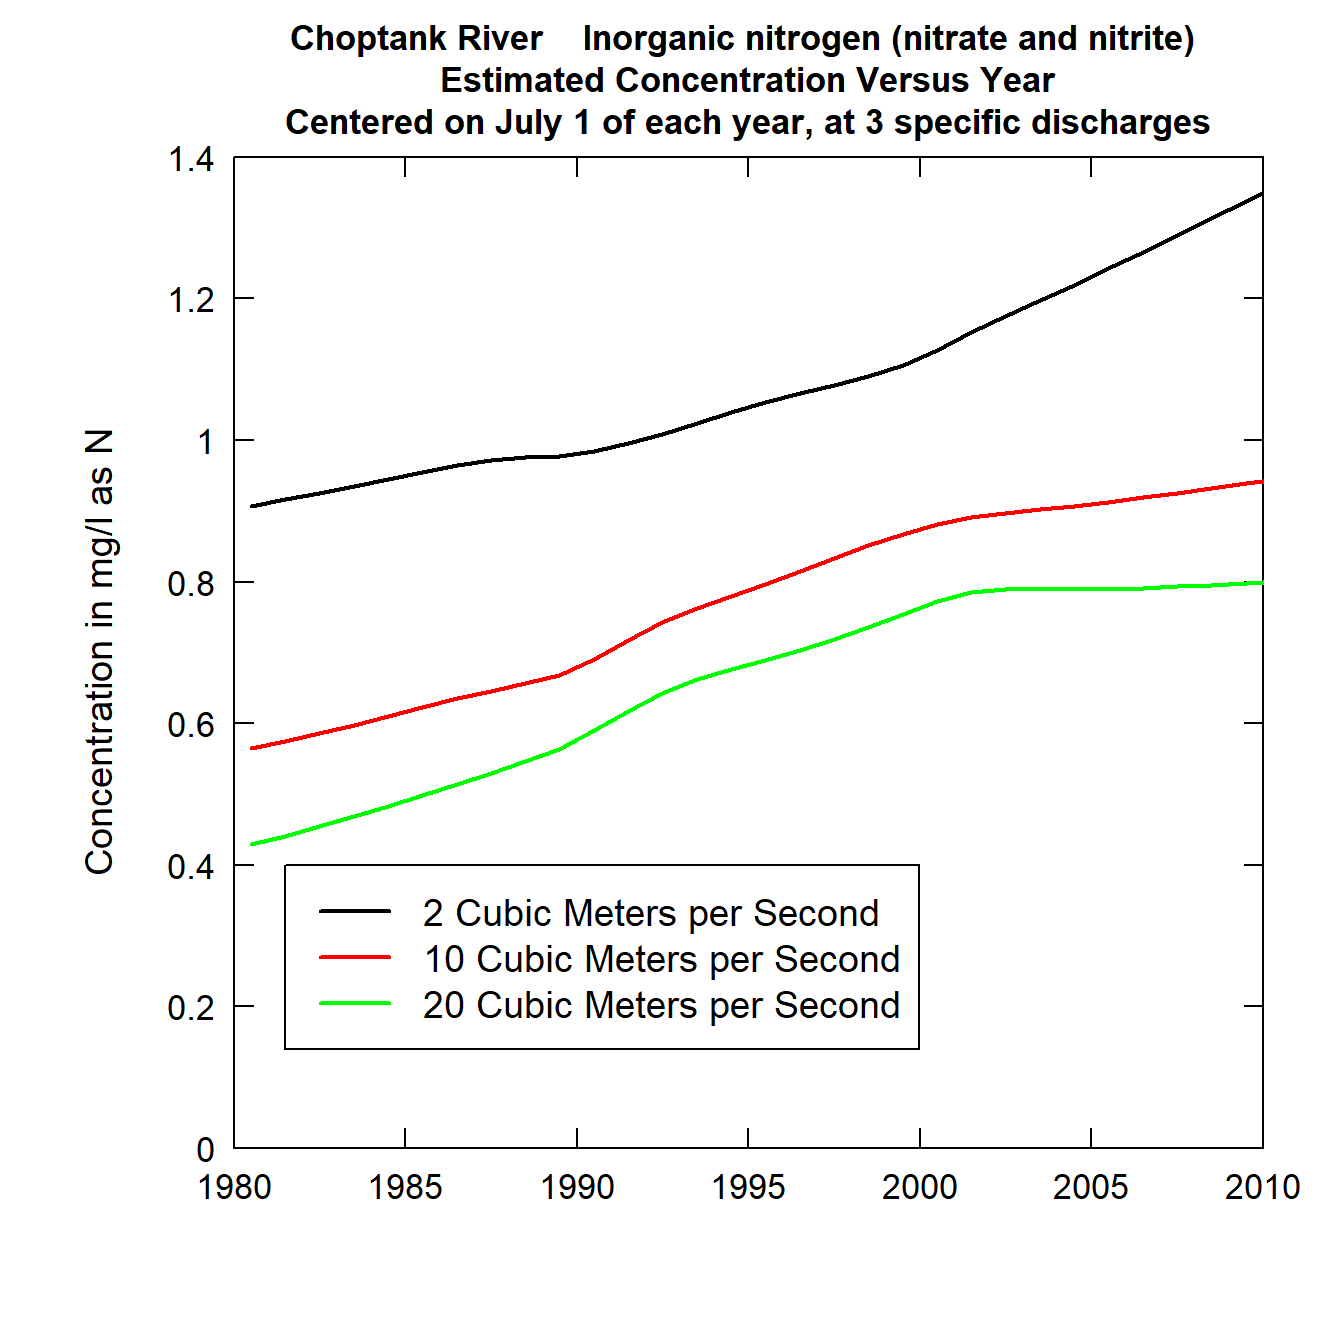 Choptank River    Inorganic nitrogen (nitrate and nitrite)
Estimated Concentration Versus Year
Centered on July 1 of each year, at 3 specific discharges
Concentration in mg/l as N
1.4
1.2
1
0.8
0.6
0.4
0.2
0
2 Cubic Meters per Second
10 Cubic Meters per Second
20 Cubic Meters per Second
1980 1985 1990 1995 2000 2005 2010